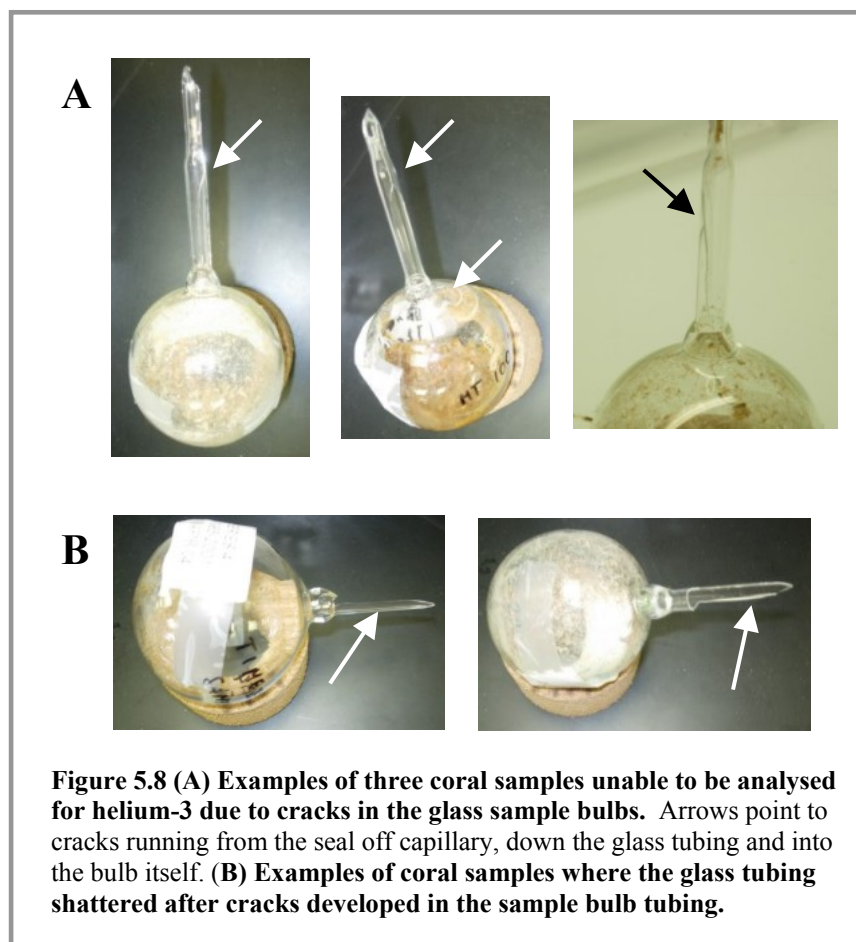 A
HT 100
B
Figure 5.8 (A) Examples of three coral samples unable to be analysed
for helium-3 due to cracks in the glass sample bulbs. Arrows point to
cracks running from the seal off capillary, down the glass tubing and into
the bulb itself. (B) Examples of coral samples where the glass tubing
shattered after cracks developed in the sample bulb tubing.